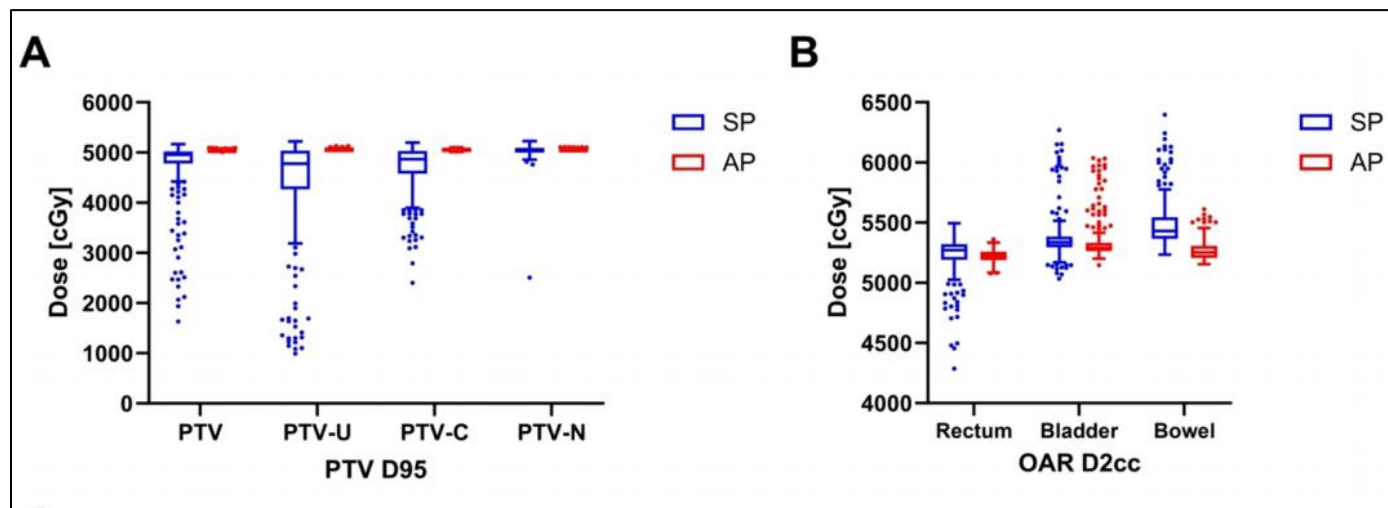 A
B
Dose [cGy]
6000
5000
4000
3000
2000
1000
0
PTV PTV-U PTV-C PTV-N
PTV D95
SP
AP
Dose [cGy]
6500
6000
5500
5000
4500
4000
Rectum Bladder Bowel
OAR D2cc
SP
AP